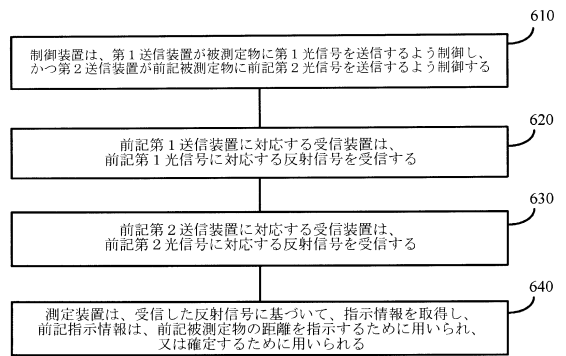 610
制御装置は、第1送信装置が被測定物に第1光信号を送信するよう制御し、
かつ第2送信装置が前記被測定物に前記第2光信号を送信するよう制御する
620
前記第1送信装置に対応する受信装置は、
前記第1光信号に対応する反射信号を受信する
630
前記第2送信装置に対応する受信装置は、
前記第2光信号に対応する反射信号を受信する
640
測定装置は、受信した反射信号に基づいて、指示情報を取得し、
前記指示情報は、前記被測定物の距離を指示するために用いられ、
又は確定するために用いられる